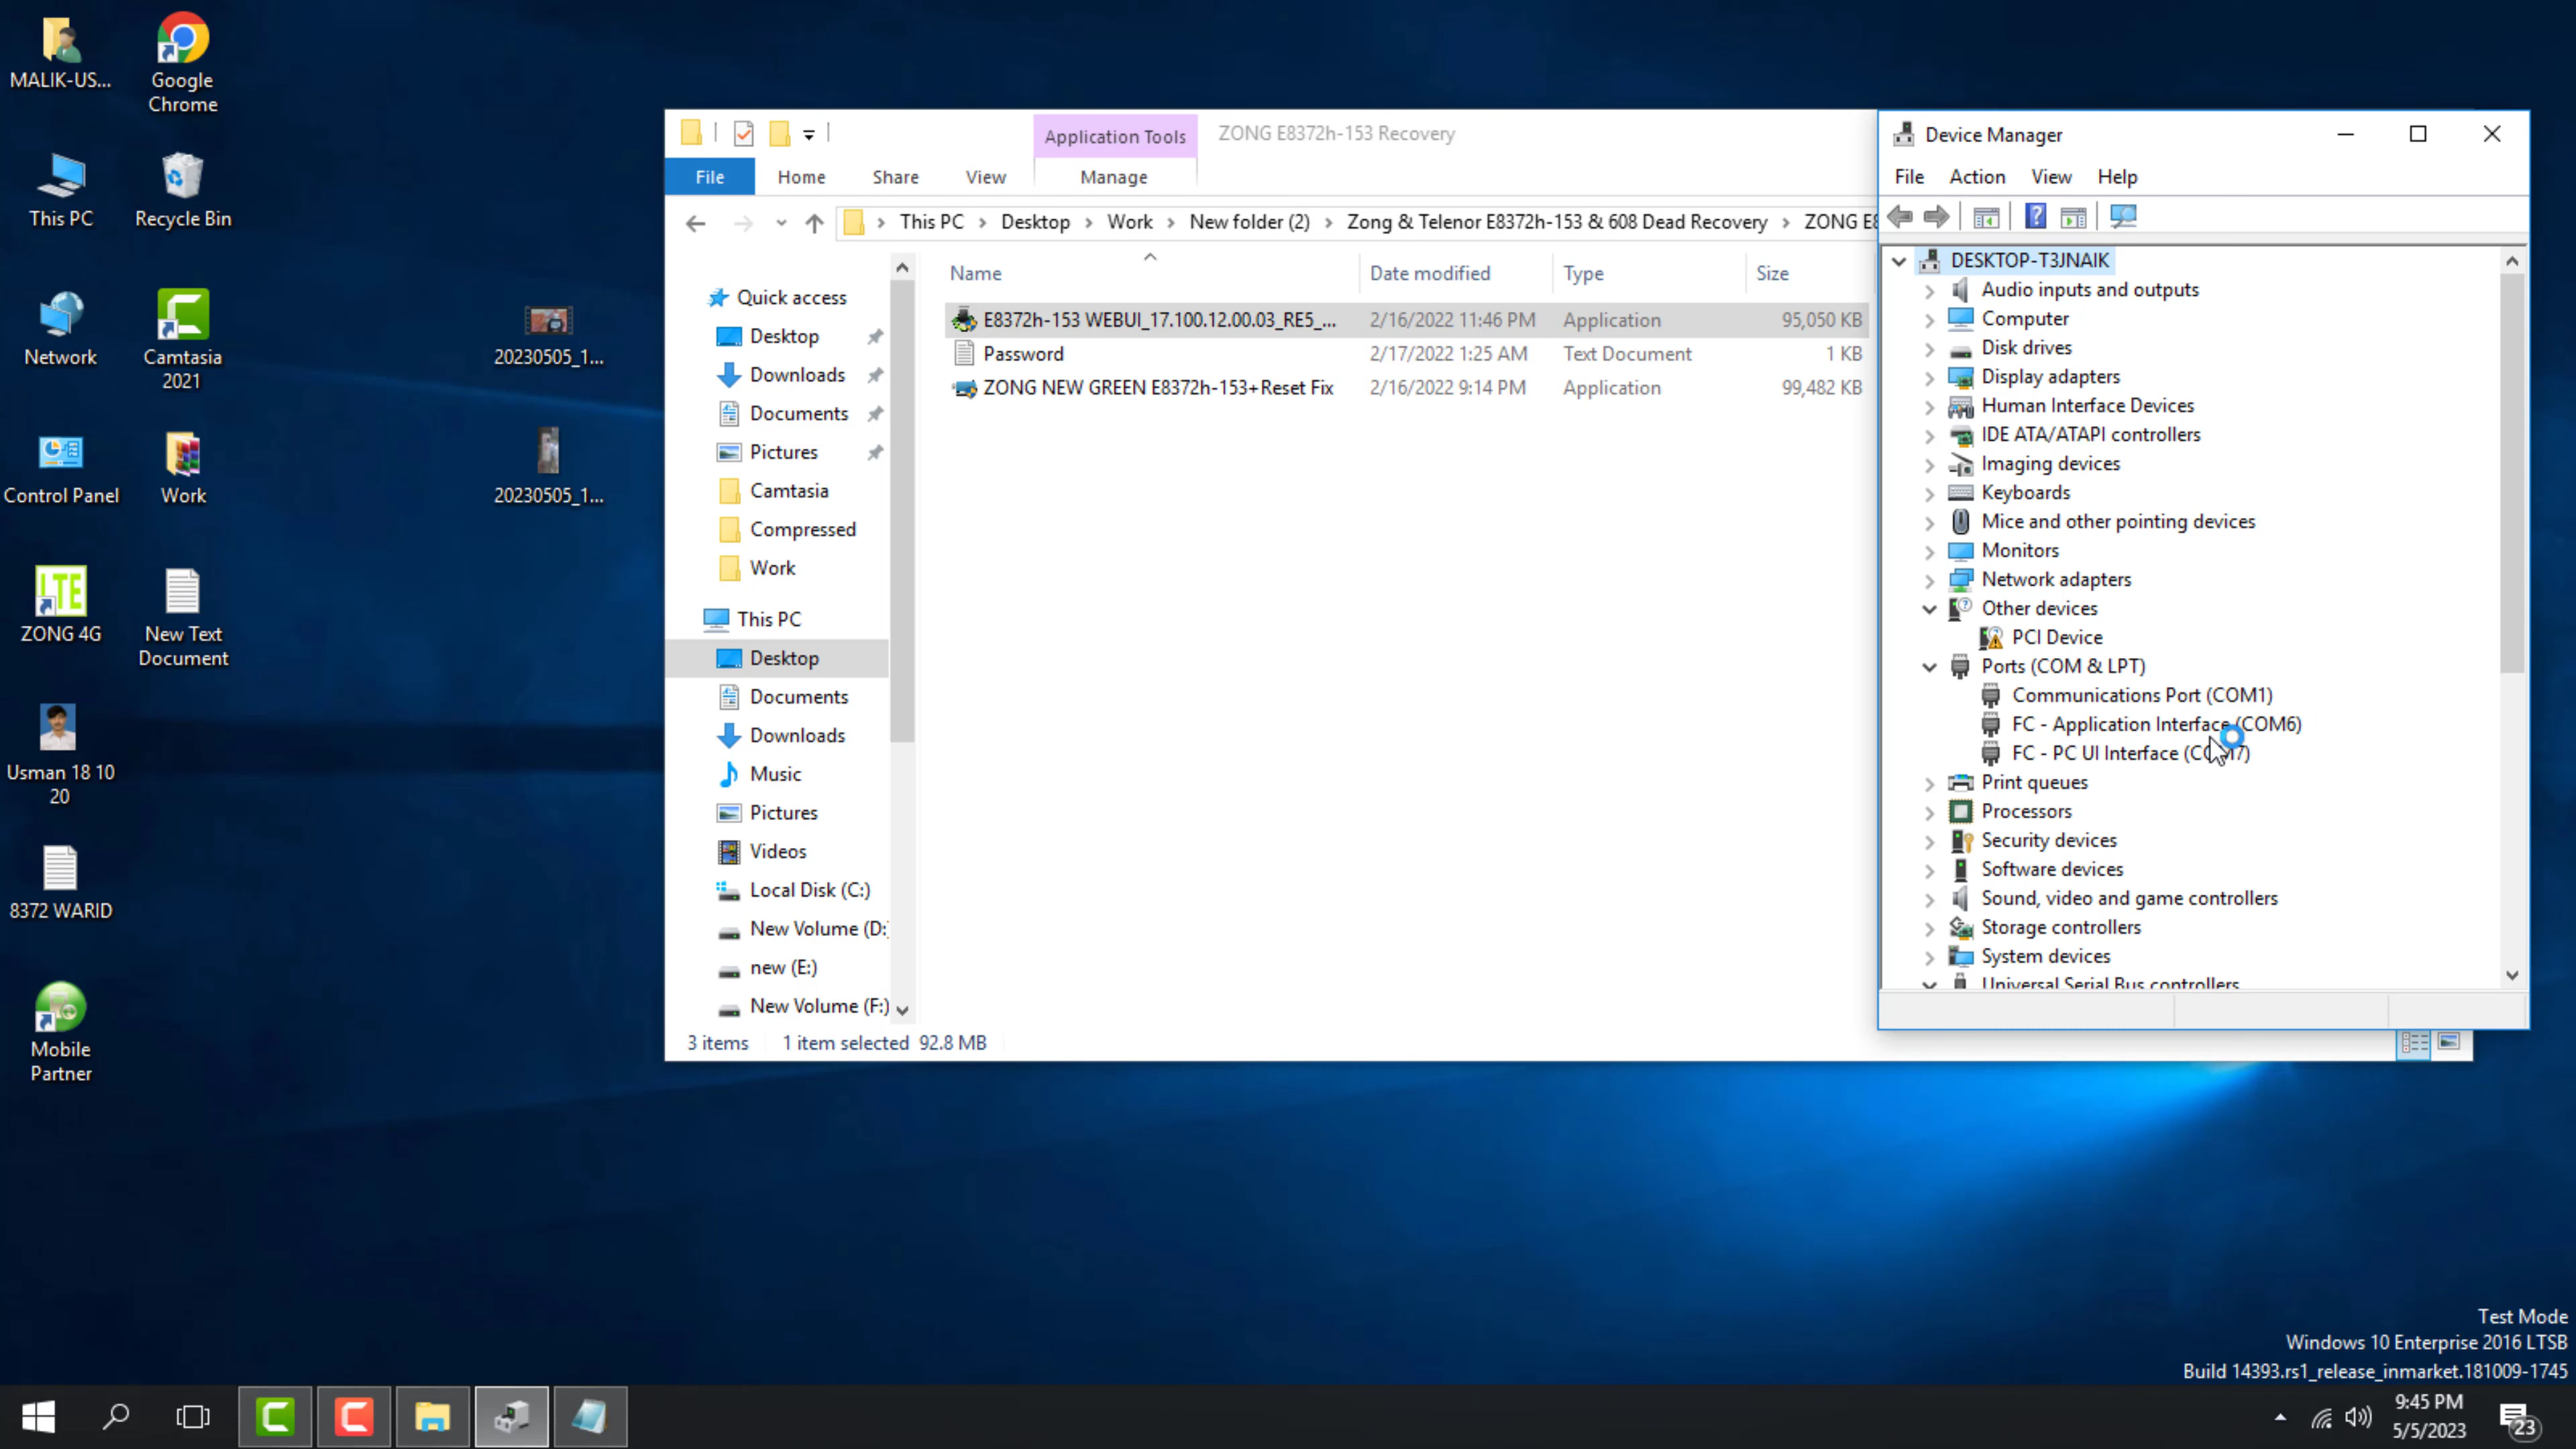 MALIK-US...
Google
Chrome
This PC
Recycle Bin
Network
Camtasia
2021
Control Panel
Work
LTE
ZONG 4G
New Text
Document
Usman 18 10
20
8372 WARID
Mobile
Partner
20230505_1...
20230505_1...
Application Tools
ZONG E8372h-153 Recovery
File
Home
Share
View
Manage
This PC > Desktop > Work > New folder (2) > Zong & Telenor E8372h-153 & 608 Dead Recovery > ZONG E8
Name
Date modified
Type
Size
E8372h-153 WEBUI_17.100.12.00.03_RE5_... 2/16/2022 11:46 PM Application 95,050 KB
Password 2/17/2022 1:25 AM Text Document 1 KB
ZONG NEW GREEN E8372h-153+Reset Fix 2/16/2022 9:14 PM Application 99,482 KB
Quick access
Desktop
Downloads
Documents
Pictures
Camtasia
Compressed
Work
This PC
Desktop
Documents
Downloads
Music
Pictures
Videos
Local Disk (C:)
New Volume (D:
new (E:)
New Volume (F:)
3 items 1 item selected 92.8 MB
Device Manager
File Action View Help
DESKTOP-T3JNAIK
Audio inputs and outputs
Computer
Disk drives
Display adapters
Human Interface Devices
IDE ATA/ATAPI controllers
Imaging devices
Keyboards
Mice and other pointing devices
Monitors
Network adapters
Other devices
PCI Device
Ports (COM & LPT)
Communications Port (COM1)
FC - Application Interface (COM6)
FC - PC UI Interface (COM7)
Print queues
Processors
Security devices
Software devices
Sound, video and game controllers
Storage controllers
System devices
Universal Serial Bus controllers
Test Mode
Windows 10 Enterprise 2016 LTSB
Build 14393.rs1_release_inmarket.181009-1745
9:45 PM
5/5/2023
23